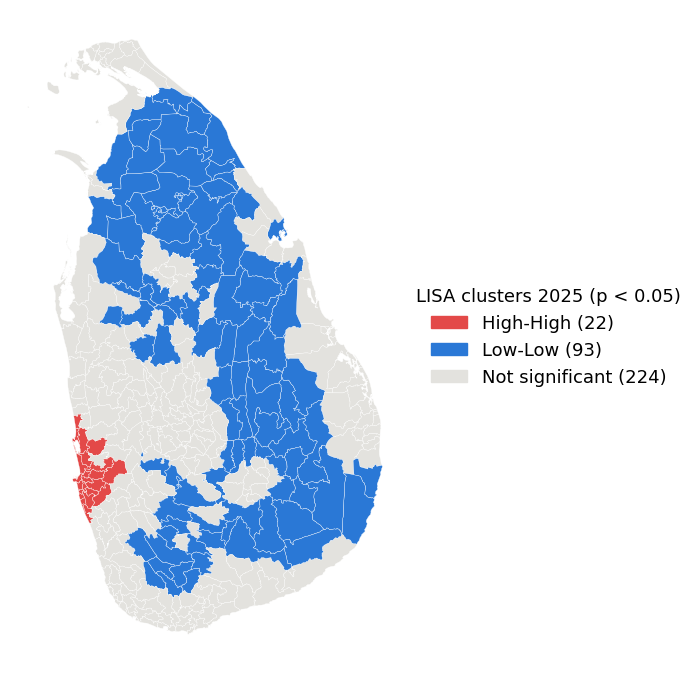 LISA clusters 2025 (p < 0.05)
High-High (22)
Low-Low (93)
Not significant (224)